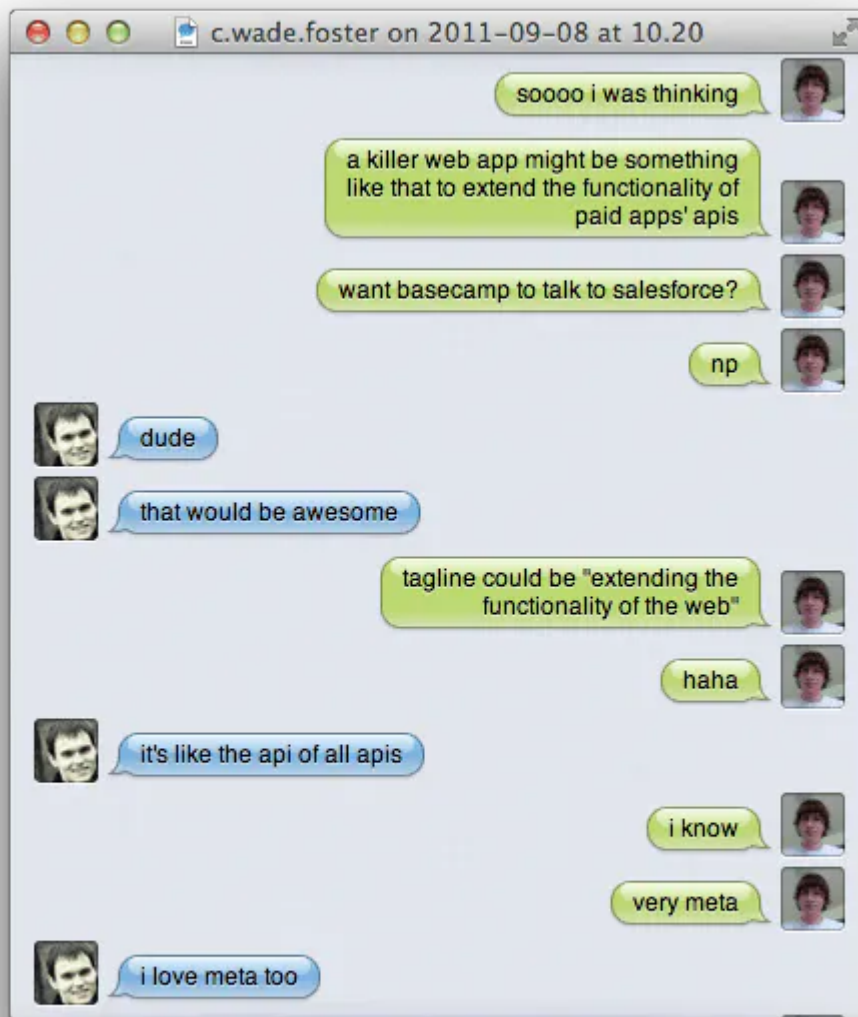 c.wade.foster on 2011-09-08 at 10.20
soooo i was thinking
a killer web app might be something
like that to extend the functionality of
paid apps' apis
want basecamp to talk to salesforce?
np
dude
that would be awesome
tagline could be "extending the
functionality of the web"
haha
it's like the api of all apis
i know
very meta
i love meta too